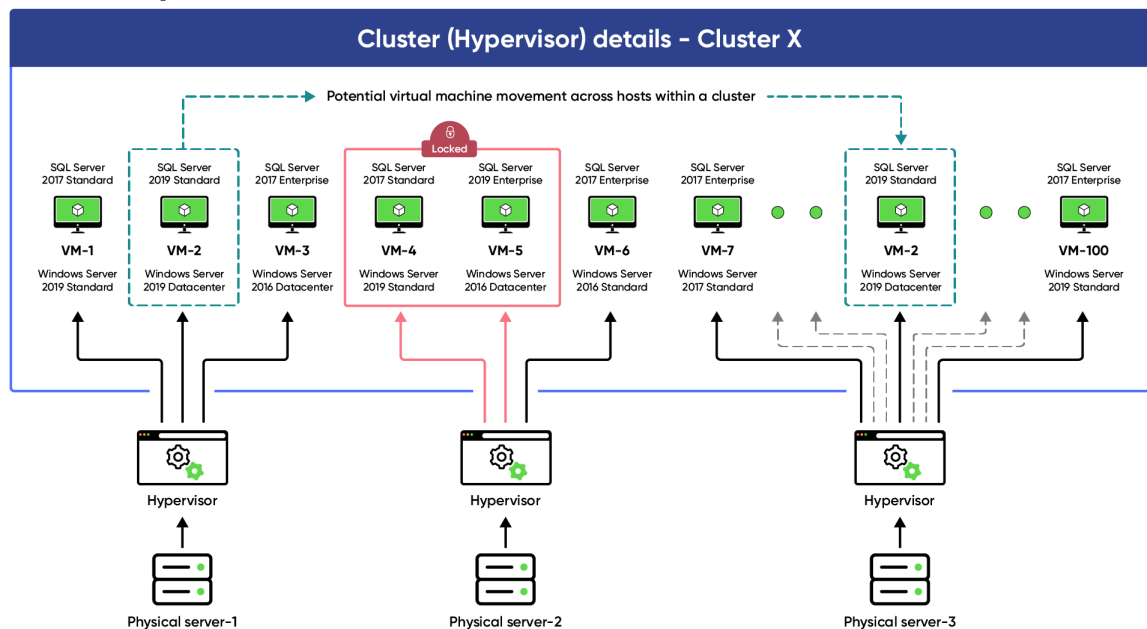 Cluster (Hypervisor) details - Cluster X
Potential virtual machine movement across hosts within a cluster
Locked
SQL Server
2017 Standard
VM-1
Windows Server
2019 Standard
SQL Server
2019 Standard
VM-2
Windows Server
2019 Datacenter
SQL Server
2017 Enterprise
VM-3
Windows Server
2016 Datacenter
SQL Server
2017 Standard
VM-4
Windows Server
2019 Standard
SQL Server
2019 Enterprise
VM-5
Windows Server
2016 Datacenter
SQL Server
2017 Enterprise
VM-6
Windows Server
2016 Standard
SQL Server
2017 Enterprise
VM-7
Windows Server
2017 Standard
SQL Server
2019 Standard
VM-2
Windows Server
2019 Datacenter
SQL Server
2017 Enterprise
VM-100
Windows Server
2019 Standard
Hypervisor
Hypervisor
Hypervisor
Physical server-1
Physical server-2
Physical server-3